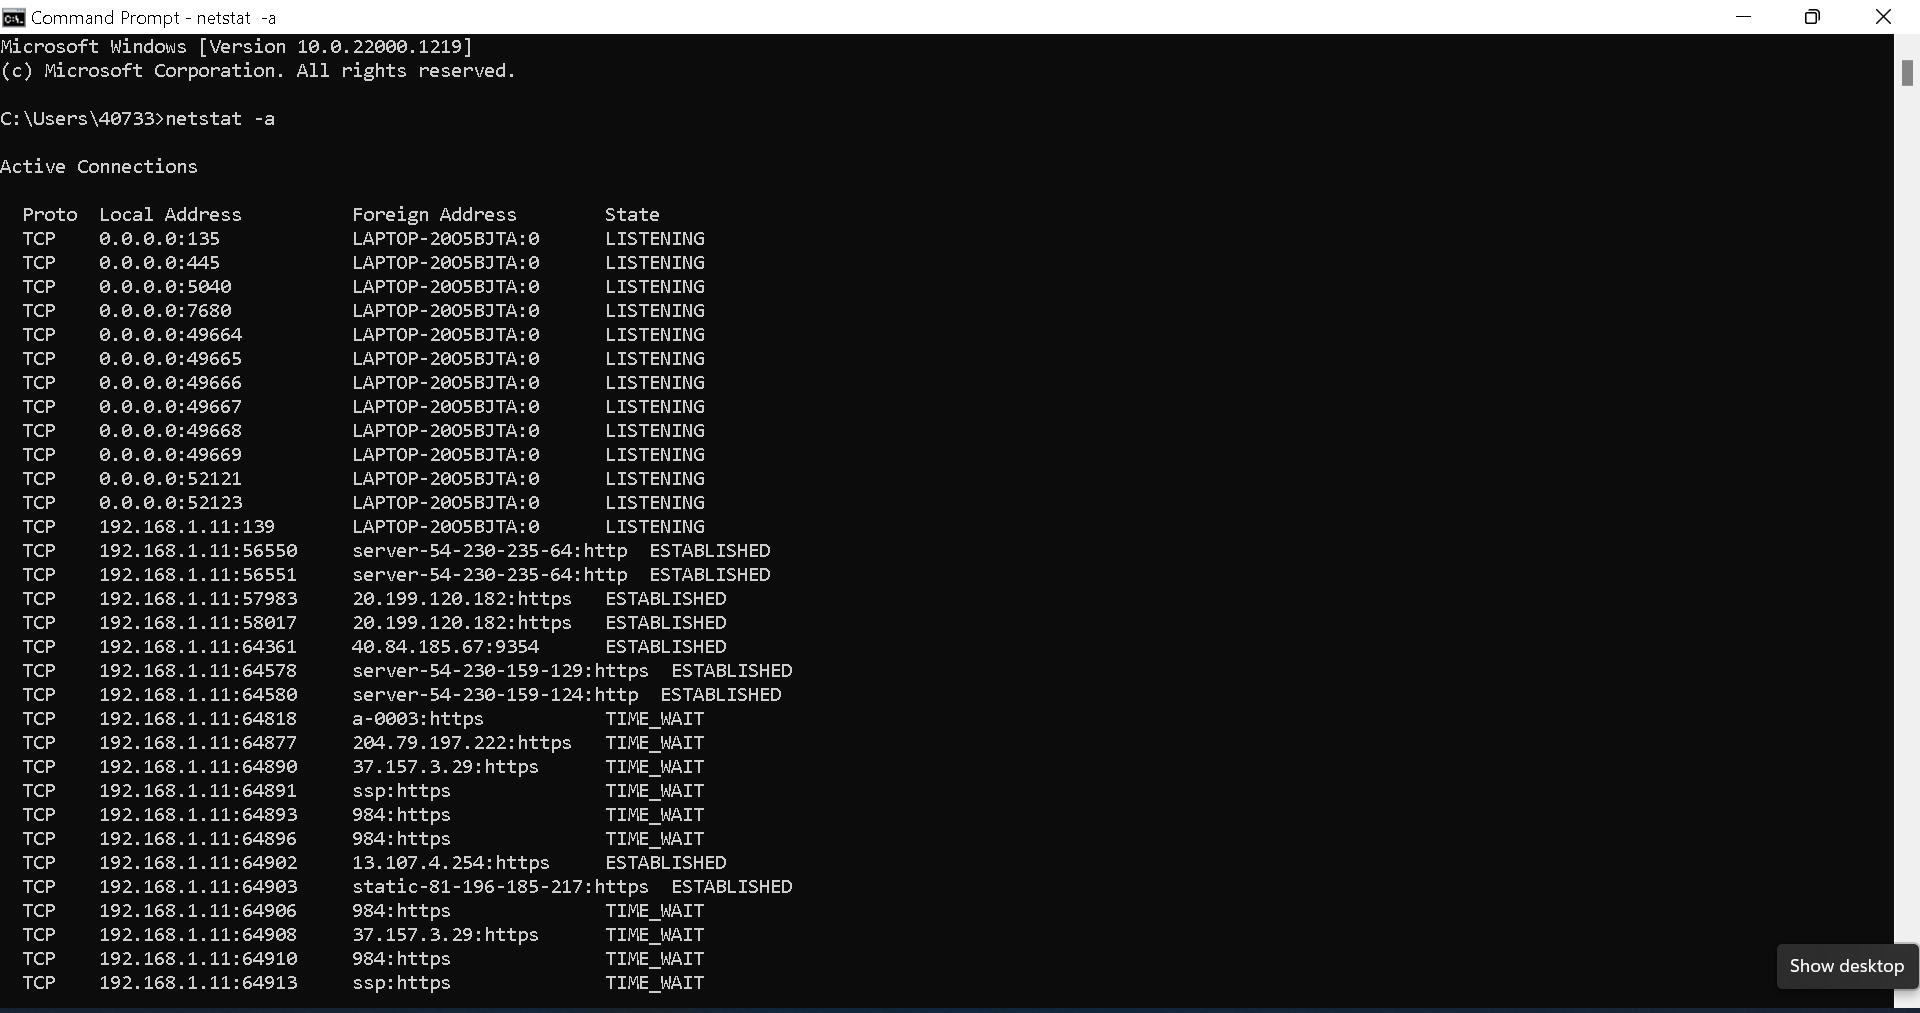 Command Prompt - netstat -a
Microsoft Windows [Version 10.0.22000.1219]
(c) Microsoft Corporation. All rights reserved.
C:\Users\40733>netstat -a
Active Connections
Proto  Local Address          Foreign Address        State
TCP    0.0.0.0:135            LAPTOP-20O5BJTA:0      LISTENING
TCP    0.0.0.0:445            LAPTOP-20O5BJTA:0      LISTENING
TCP    0.0.0.0:5040           LAPTOP-20O5BJTA:0      LISTENING
TCP    0.0.0.0:7680           LAPTOP-20O5BJTA:0      LISTENING
TCP    0.0.0.0:49664          LAPTOP-20O5BJTA:0      LISTENING
TCP    0.0.0.0:49665          LAPTOP-20O5BJTA:0      LISTENING
TCP    0.0.0.0:49666          LAPTOP-20O5BJTA:0      LISTENING
TCP    0.0.0.0:49667          LAPTOP-20O5BJTA:0      LISTENING
TCP    0.0.0.0:49668          LAPTOP-20O5BJTA:0      LISTENING
TCP    0.0.0.0:49669          LAPTOP-20O5BJTA:0      LISTENING
TCP    0.0.0.0:52121          LAPTOP-20O5BJTA:0      LISTENING
TCP    0.0.0.0:52123          LAPTOP-20O5BJTA:0      LISTENING
TCP    192.168.1.11:139       LAPTOP-20O5BJTA:0      LISTENING
TCP    192.168.1.11:56550     server-54-230-235-64:http  ESTABLISHED
TCP    192.168.1.11:56551     server-54-230-235-64:http  ESTABLISHED
TCP    192.168.1.11:57983     20.199.120.182:https   ESTABLISHED
TCP    192.168.1.11:58017     20.199.120.182:https   ESTABLISHED
TCP    192.168.1.11:64361     40.84.185.67:9354      ESTABLISHED
TCP    192.168.1.11:64578     server-54-230-159-129:https  ESTABLISHED
TCP    192.168.1.11:64580     server-54-230-159-124:http  ESTABLISHED
TCP    192.168.1.11:64818     a-0003:https           TIME_WAIT
TCP    192.168.1.11:64877     204.79.197.222:https   TIME_WAIT
TCP    192.168.1.11:64890     37.157.3.29:https      TIME_WAIT
TCP    192.168.1.11:64891     ssp:https              TIME_WAIT
TCP    192.168.1.11:64893     984:https              TIME_WAIT
TCP    192.168.1.11:64896     984:https              TIME_WAIT
TCP    192.168.1.11:64902     13.107.4.254:https     ESTABLISHED
TCP    192.168.1.11:64903     static-81-196-185-217:https  ESTABLISHED
TCP    192.168.1.11:64906     984:https              TIME_WAIT
TCP    192.168.1.11:64908     37.157.3.29:https      TIME_WAIT
TCP    192.168.1.11:64910     984:https              TIME_WAIT
TCP    192.168.1.11:64913     ssp:https              TIME_WAIT
Show desktop